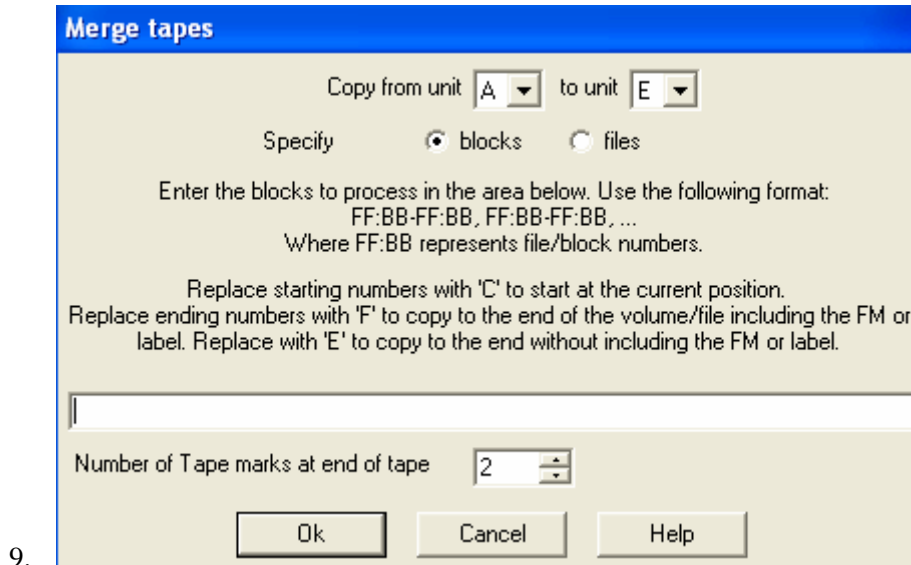 Merge tapes
Copy from unit A to unit E
Specify blocks files
Enter the blocks to process in the area below. Use the following format:
FF:BB-FF:BB, FF:BB-FF:BB, ...
Where FF:BB represents file/block numbers.
Replace starting numbers with 'C' to start at the current position.
Replace ending numbers with 'F' to copy to the end of the volume/file including the FM or
label. Replace with 'E' to copy to the end without including the FM or label.
Number of Tape marks at end of tape 2
Ok Cancel Help
9.